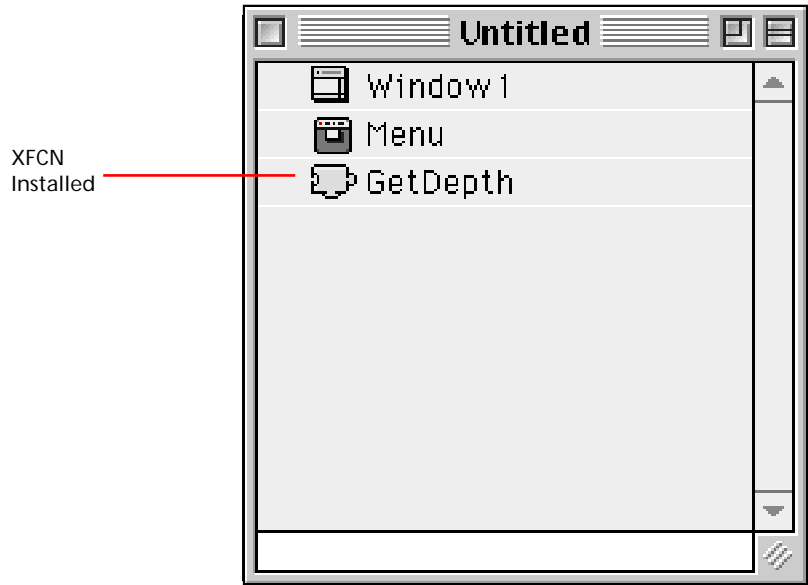 Untitled
Window1
Menu
XFCN
Installed
GetDepth